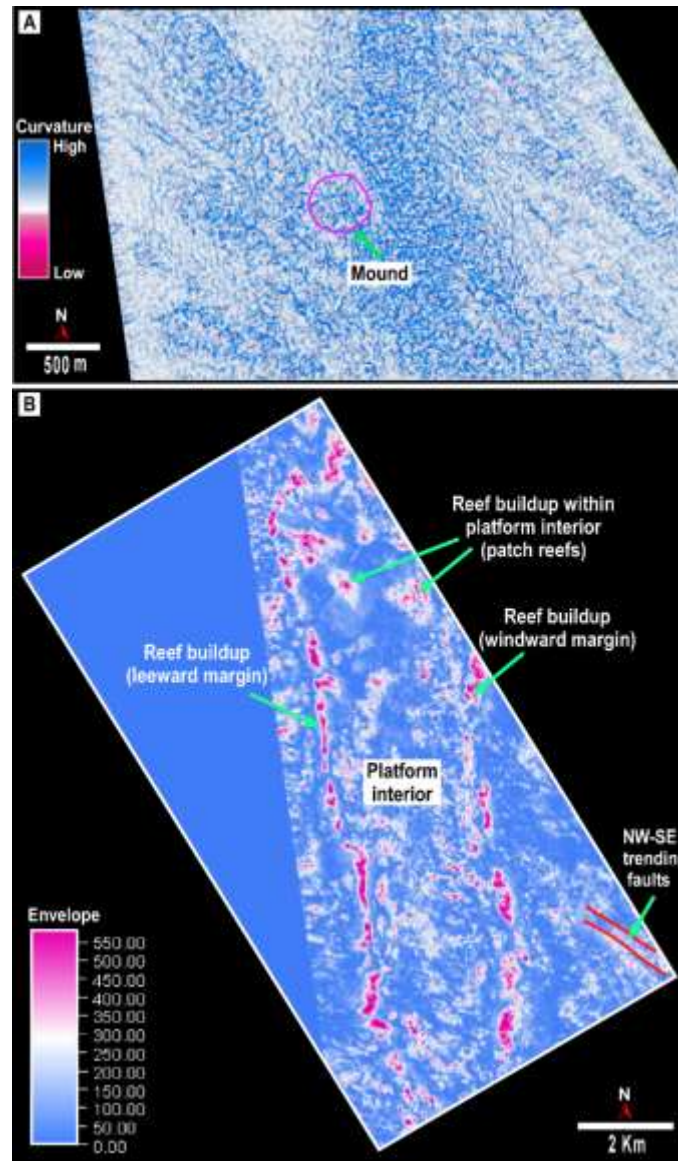 A
Curvature
High
Low
Mound
N
500 m
B
Reef buildup within
platform interior
(patch reefs)
Reef buildup
(windward margin)
Reef buildup
(leeward margin)
Platform
interior
NW-SE
trendin
faults
Envelope
550.00
500.00
450.00
400.00
350.00
300.00
250.00
200.00
150.00
100.00
50.00
0.00
N
2 Km